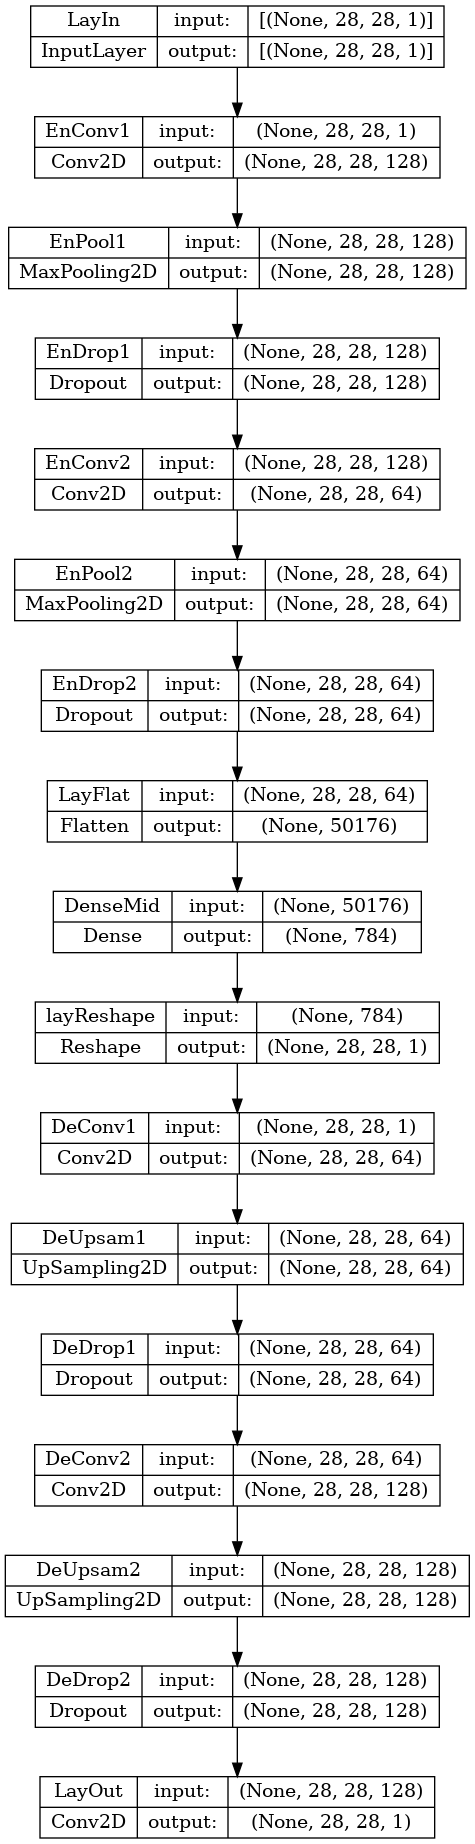 LayIn input: [(None, 28, 28, 1)]
InputLayer output: [(None, 28, 28, 1)]
EnConv1 input: (None, 28, 28, 1)
Conv2D output: (None, 28, 28, 128)
EnPool1 input: (None, 28, 28, 128)
MaxPooling2D output: (None, 28, 28, 128)
EnDrop1 input: (None, 28, 28, 128)
Dropout output: (None, 28, 28, 128)
EnConv2 input: (None, 28, 28, 128)
Conv2D output: (None, 28, 28, 64)
EnPool2 input: (None, 28, 28, 64)
MaxPooling2D output: (None, 28, 28, 64)
EnDrop2 input: (None, 28, 28, 64)
Dropout output: (None, 28, 28, 64)
LayFlat input: (None, 28, 28, 64)
Flatten output: (None, 50176)
DenseMid input: (None, 50176)
Dense output: (None, 784)
layReshape input: (None, 784)
Reshape output: (None, 28, 28, 1)
DeConv1 input: (None, 28, 28, 1)
Conv2D output: (None, 28, 28, 64)
DeUpsam1 input: (None, 28, 28, 64)
UpSampling2D output: (None, 28, 28, 64)
DeDrop1 input: (None, 28, 28, 64)
Dropout output: (None, 28, 28, 64)
DeConv2 input: (None, 28, 28, 64)
Conv2D output: (None, 28, 28, 128)
DeUpsam2 input: (None, 28, 28, 128)
UpSampling2D output: (None, 28, 28, 128)
DeDrop2 input: (None, 28, 28, 128)
Dropout output: (None, 28, 28, 128)
LayOut input: (None, 28, 28, 128)
Conv2D output: (None, 28, 28, 1)